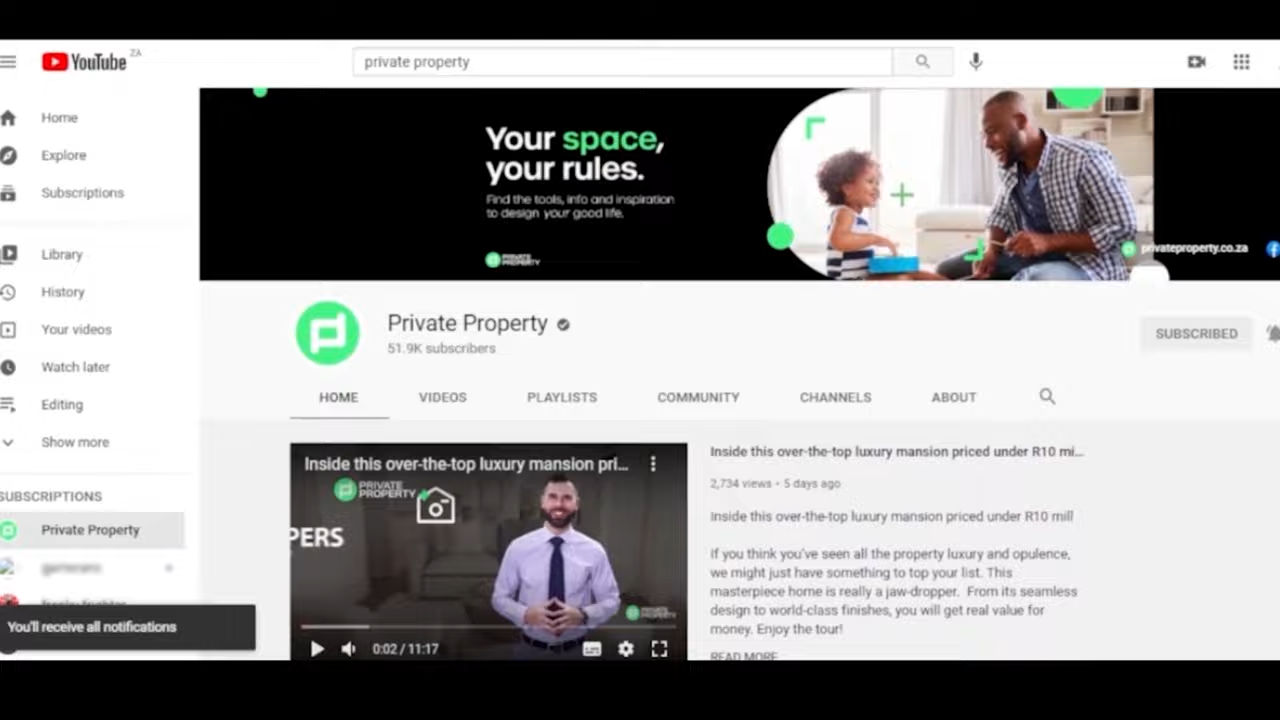 YouTube ZA
private property
Home
Explore
Subscriptions
Library
History
Your videos
Watch later
Editing
Show more
SUBSCRIPTIONS
Private Property
You'll receive all notifications
Your space,
your rules.
Find the tools, info and inspiration
to design your good life.
PRIVATE
PROPERTY
privateproperty.co.za
Private Property
51.9K subscribers
SUBSCRIBED
HOME VIDEOS PLAYLISTS COMMUNITY CHANNELS ABOUT
Inside this over-the-top luxury mansion pri...
PRIVATE
PROPERTY
PERS
PRIVATE
PROPERTY
0:02 / 11:17
Inside this over-the-top luxury mansion priced under R10 mi...
2,734 views • 5 days ago
Inside this over-the-top luxury mansion priced under R10 mill
If you think you've seen all the property luxury and opulence,
we might just have something to top your list. This
masterpiece home is really a jaw-dropper. From its seamless
design to world-class finishes, you will get real value for
money. Enjoy the tour!
READ MORE